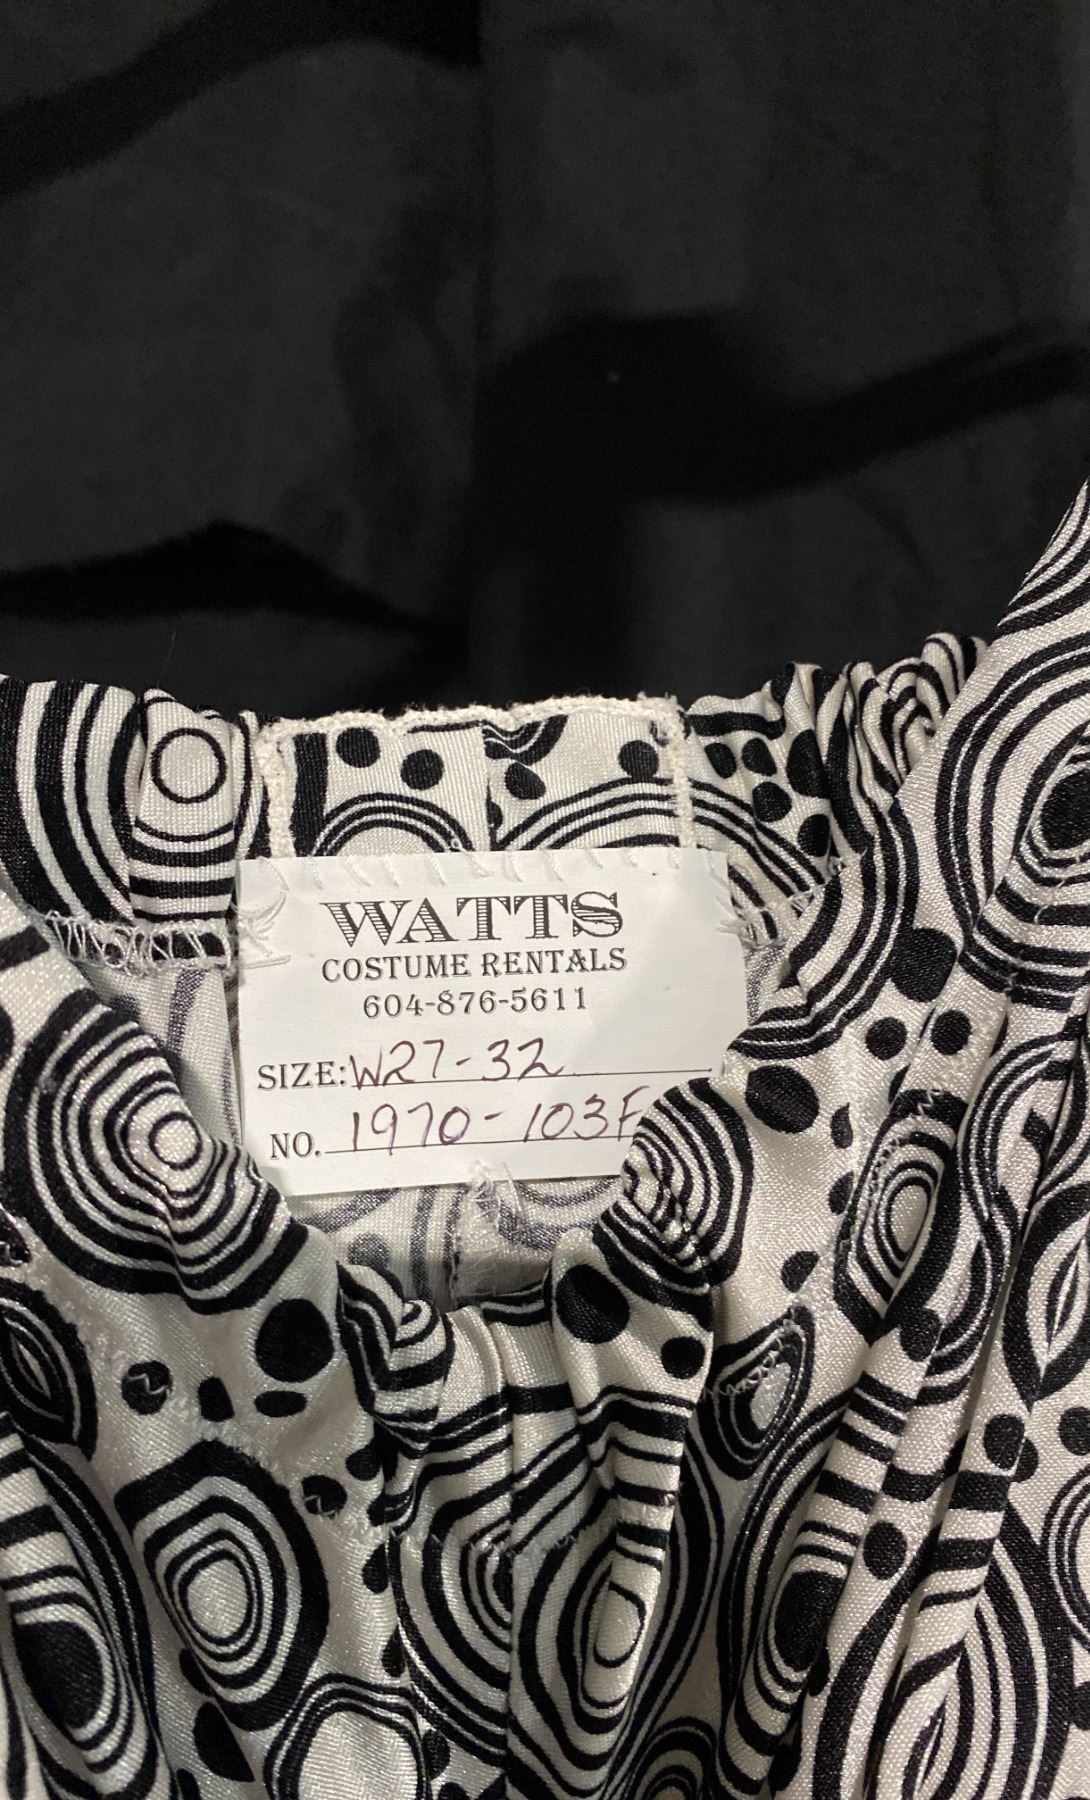 WATTS
COSTUME RENTALS
604-876-5611
SIZE: W27-32
NO. 1970-103F